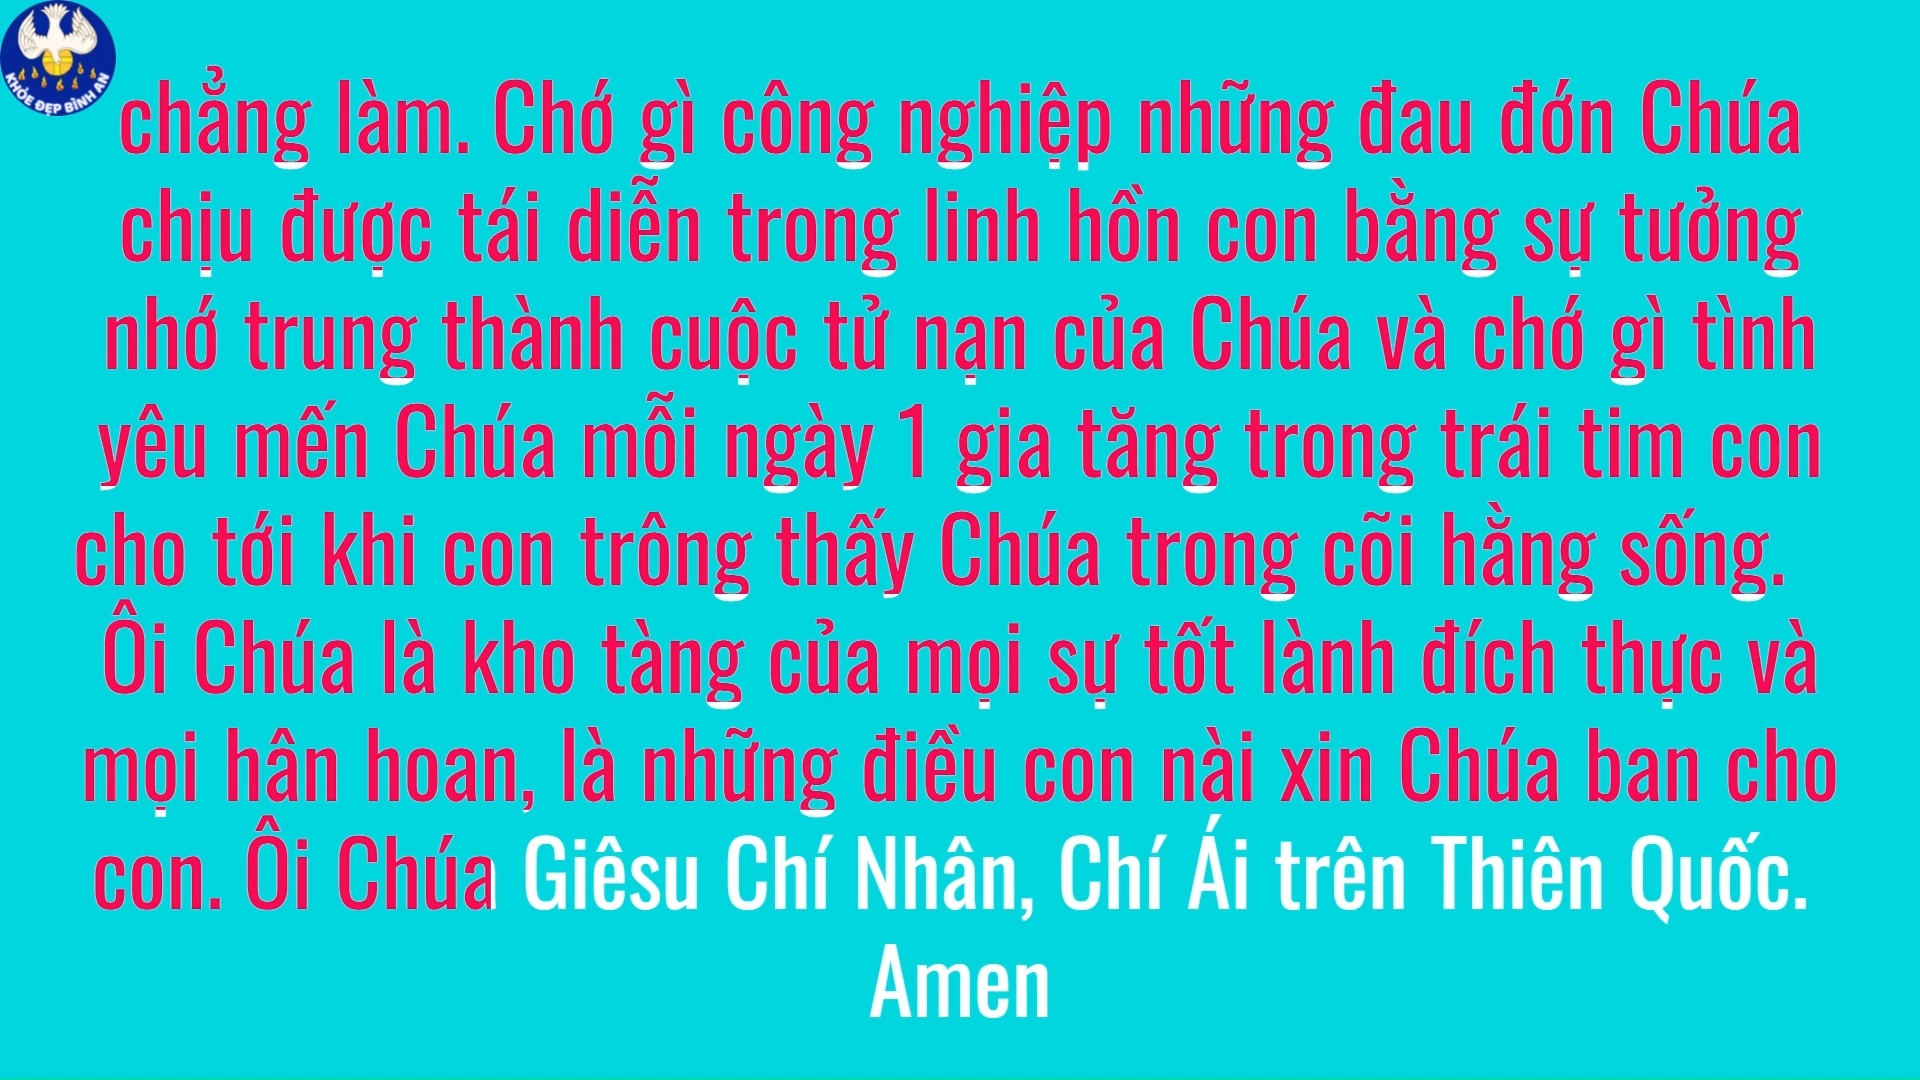 KHỎE ĐẸP BÌNH AN
chẳng làm. Chớ gì công nghiệp những đau đớn Chúa
chịu được tái diễn trong linh hồn con bằng sự tưởng
nhớ trung thành cuộc tử nạn của Chúa và chớ gì tình
yêu mến Chúa mỗi ngày 1 gia tăng trong trái tim con
cho tới khi con trông thấy Chúa trong cõi hằng sống.
Ôi Chúa là kho tàng của mọi sự tốt lành đích thực và
mọi hân hoan, là những điều con nài xin Chúa ban cho
con. Ôi Chúa Giêsu Chí Nhân, Chí Ái trên Thiên Quốc.
Amen